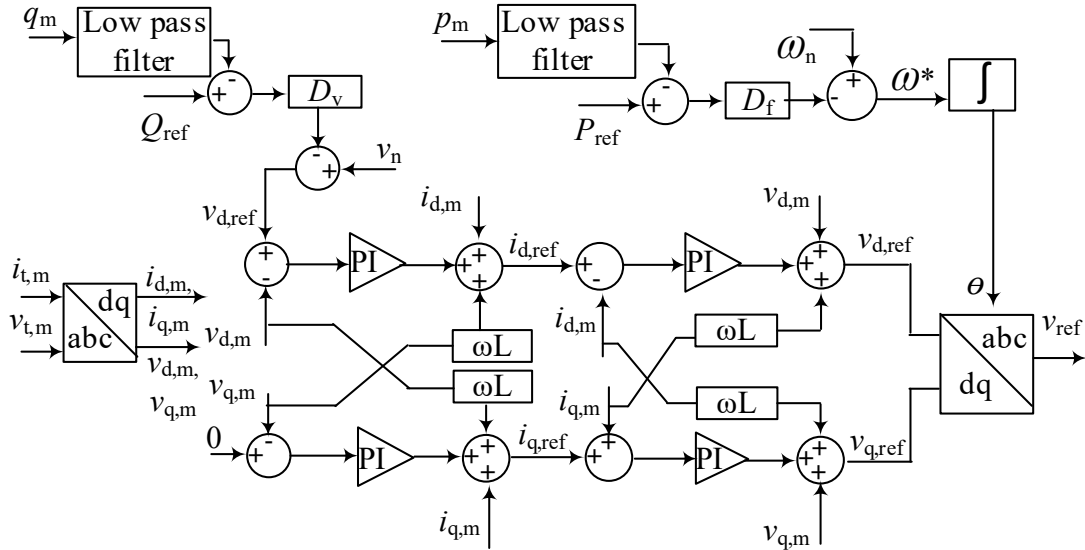 qm
Low pass
filter
pm
Low pass
filter
ωn
-
+
Dv
-
+
Df
-
+
ω*
∫
Qref
Pref
-
+
vn
vd,ref
id,m
vd,m
+
-
PI
+
+
+
id,ref
+
-
PI
+
+
+
vd,ref
θ
it,m
dq
id,m,
vt,m
abc
iq,m
vd,m
vd,m,
vq,m
vq,m
ωL
ωL
id,m
iq,m
ωL
ωL
abc
dq
vref
0
-
+
PI
+
+
+
iq,ref
+
+
PI
+
+
+
vq,ref
iq,m
vq,m